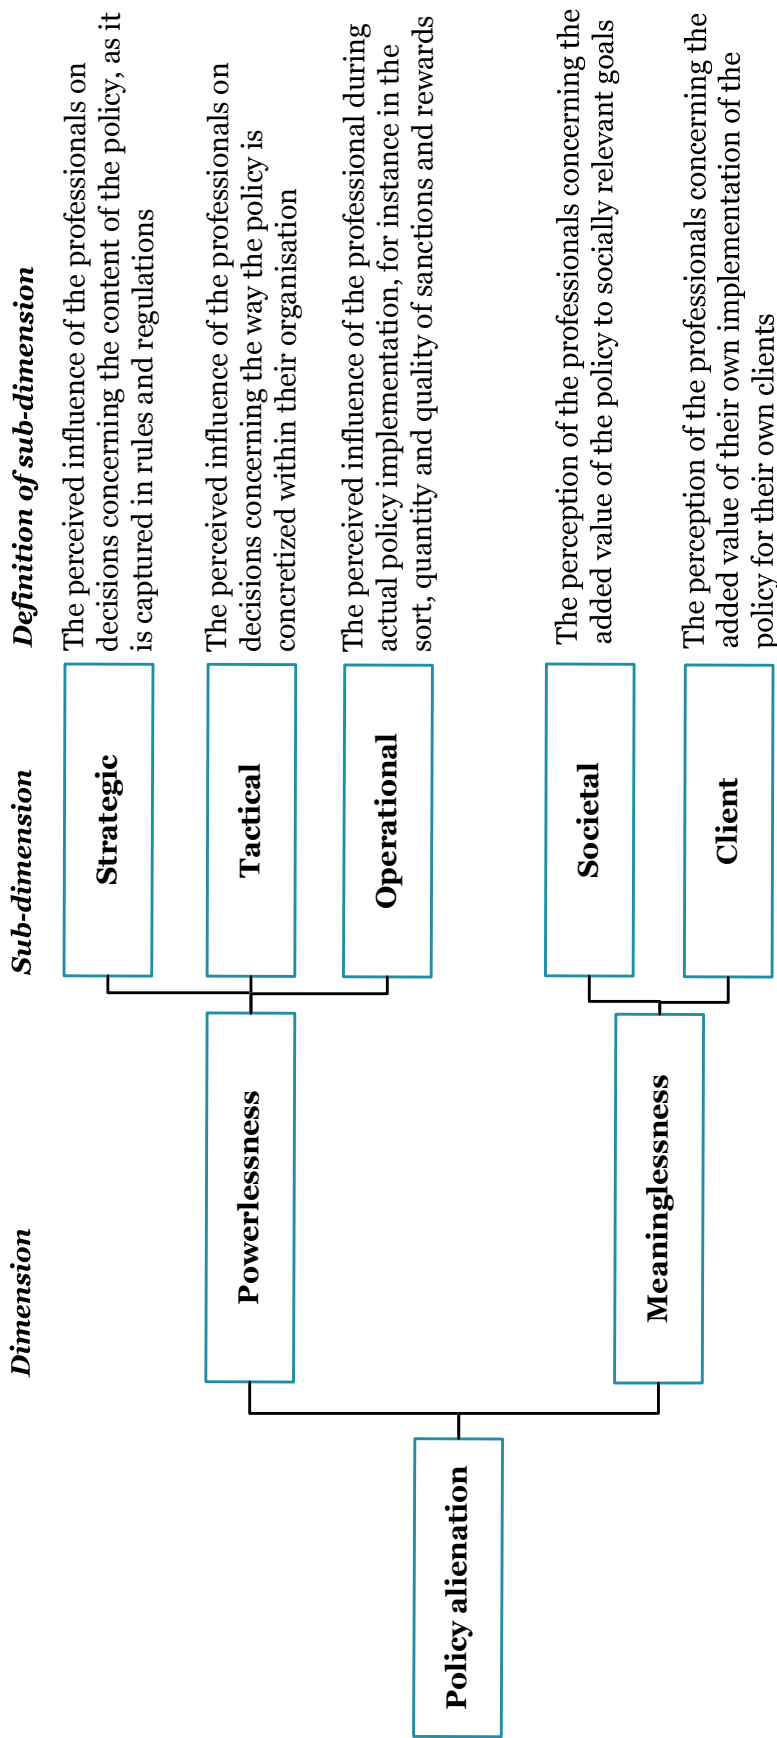 Dimension
Sub-dimension
Definition of sub-dimension
Policy alienation
Powerlessness
Strategic
The perceived influence of the professionals on
decisions concerning the content of the policy, as it
is captured in rules and regulations
Tactical
The perceived influence of the professionals on
decisions concerning the way the policy is
concretized within their organisation
Operational
The perceived influence of the professional during
actual policy implementation, for instance in the
sort, quantity and quality of sanctions and rewards
Meaninglessness
Societal
The perception of the professionals concerning the
added value of the policy to socially relevant goals
Client
The perception of the professionals concerning the
added value of their own implementation of the
policy for their own clients